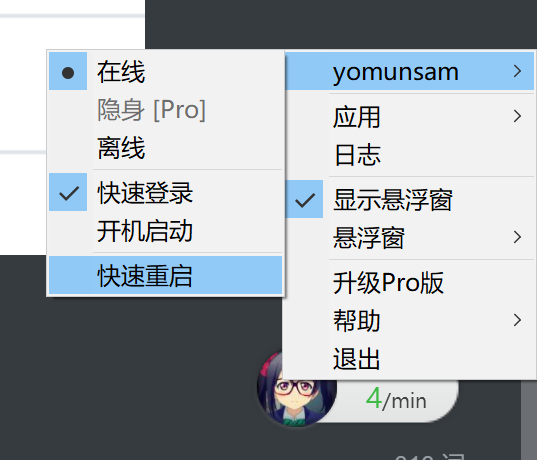 在线
隐身 [Pro]
离线
快速登录
开机启动
快速重启
yomunsam
应用
日志
显示悬浮窗
悬浮窗
升级Pro版
帮助
退出
4/min